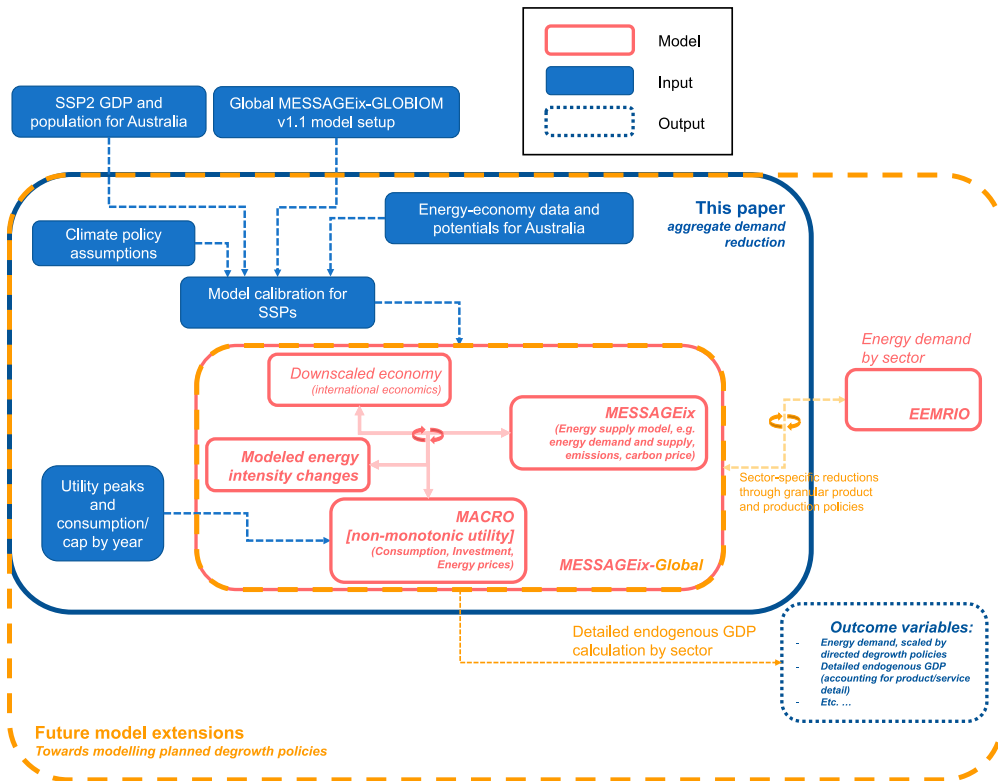 Model
Input
Output
SSP2 GDP and
population for Australia
Global MESSAGEix-GLOBIOM
v1.1 model setup
This paper
aggregate demand
reduction
Energy-economy data and
potentials for Australia
Climate policy
assumptions
Model calibration for
SSPs
Energy demand
by sector
EEMRIO
Downscaled economy
(international economics)
MESSAGEix
(Energy supply model, e.g.
energy demand and supply,
emissions, carbon price)
Modeled energy
intensity changes
Sector-specific reductions
through granular product
and production policies
Utility peaks
and
consumption/
cap by year
MACRO
[non-monotonic utility]
(Consumption, Investment,
Energy prices)
MESSAGEix-Global
Detailed endogenous GDP
calculation by sector
Outcome variables:
- Energy demand, scaled by
directed degrowth policies
- Detailed endogenous GDP
(accounting for product/service
detail)
- Etc. ...
Future model extensions
Towards modelling planned degrowth policies